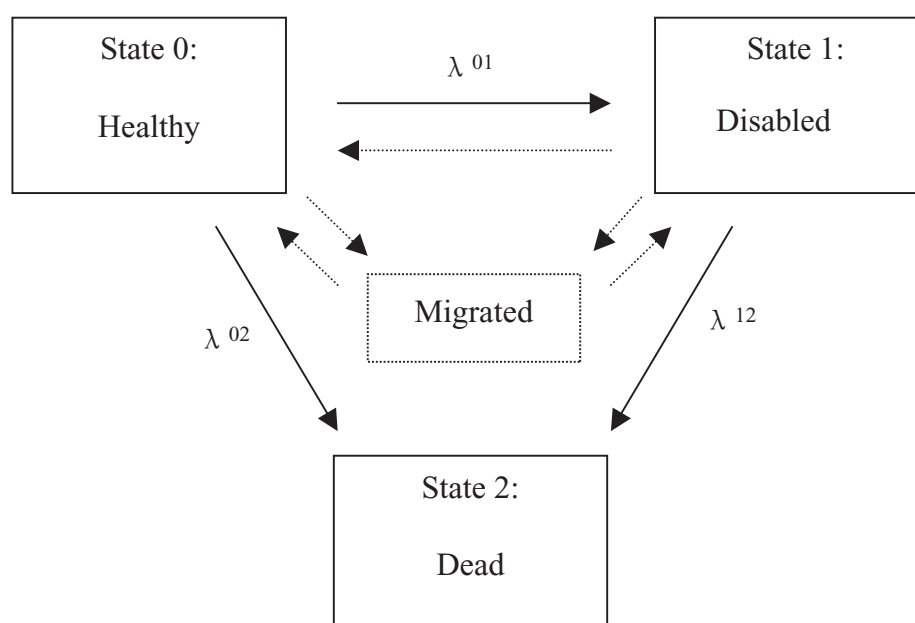 State 0:
Healthy
λ 01
State 1:
Disabled
Migrated
λ 02
λ 12
State 2:
Dead